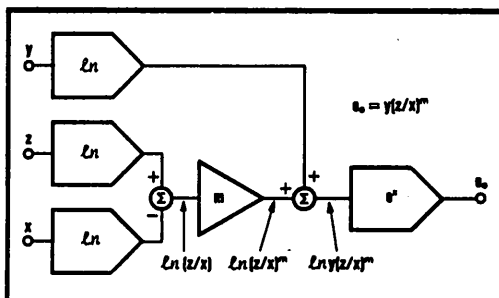 y
ln
e₀ = y(z/x)ᵐ
z
ln
+
+
Σ
m
+
Σ
eˣ
e₀
x
−
ln
ln (z/x)
ln (z/x)ᵐ
ln y(z/x)ᵐ